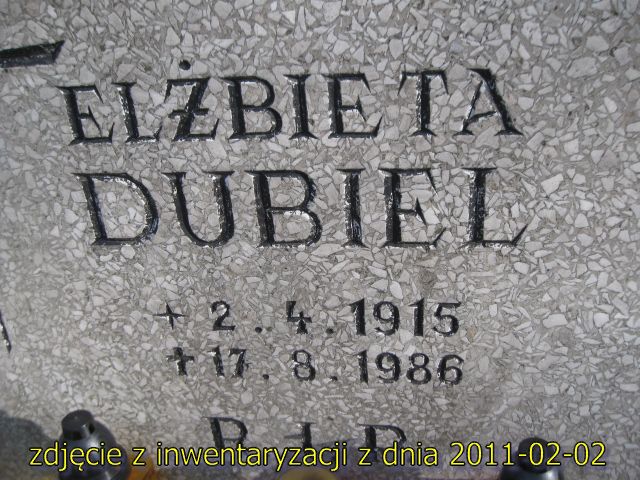 ELŻBIETA
DUBIEL
+ 2.4.1915
✝ 17.8.1986
zdjęcie z inwentaryzacji z dnia 2011-02-02